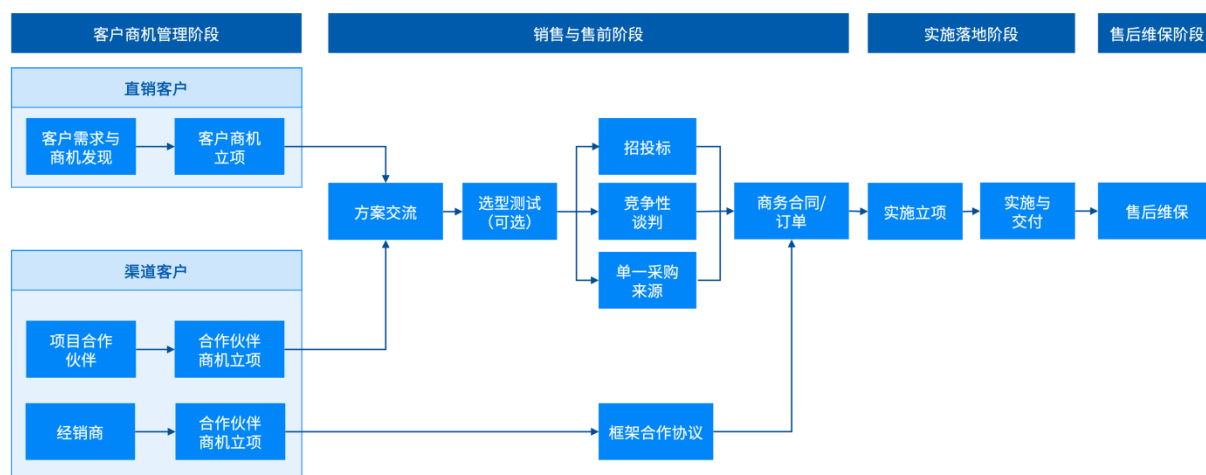 客户商机管理阶段
销售与售前阶段
实施落地阶段
售后维保阶段
直销客户
客户需求与
商机发现
客户商机
立项
招投标
方案交流
选型测试
（可选）
竞争性
谈判
商务合同/
订单
实施立项
实施与
交付
售后维保
单一采购
来源
渠道客户
项目合作
伙伴
合作伙伴
商机立项
经销商
合作伙伴
商机立项
框架合作协议